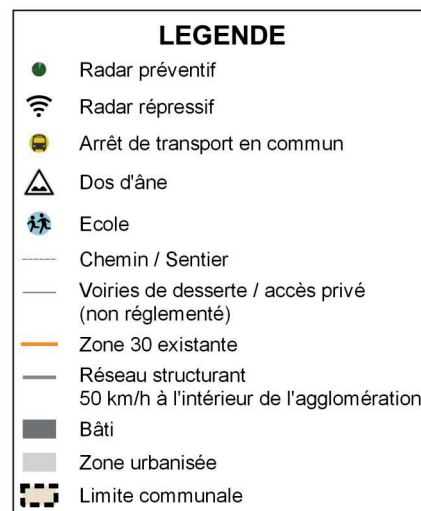 LEGENDE
Radar préventif
Radar répressif
Arrêt de transport en commun
Dos d'âne
Ecole
Chemin / Sentier
Voiries de desserte / accès privé
(non réglementé)
Zone 30 existante
Réseau structurant
50 km/h à l'intérieur de l'agglomération
Bâti
Zone urbanisée
Limite communale